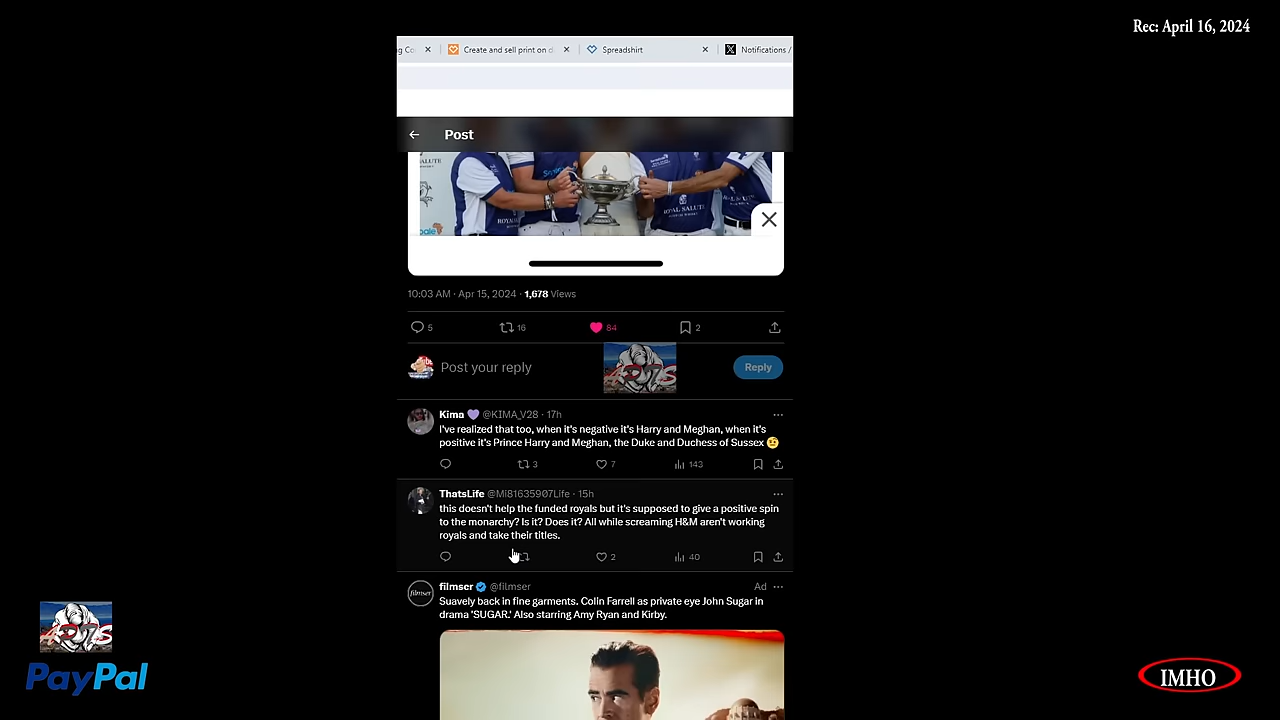 Rec: April 16, 2024
g Co
Create and sell print on d
Spreadshirt
Notifications /
Post
ROYAL SALUTE
10:03 AM · Apr 15, 2024 · 1,678 Views
5
16
84
2
Post your reply
Reply
Kima 💜 @KIMA_V28 · 17h
I've realized that too, when it's negative it's Harry and Meghan, when it's
positive it's Prince Harry and Meghan, the Duke and Duchess of Sussex 🤨
3
7
143
ThatsLife @Mi81635907Life · 15h
this doesn't help the funded royals but it's supposed to give a positive spin
to the monarchy? Is it? Does it? All while screaming H&M aren't working
royals and take their titles.
2
40
filmser
filmser @filmser
Ad
Suavely back in fine garments. Colin Farrell as private eye John Sugar in
drama 'SUGAR.' Also starring Amy Ryan and Kirby.
PayPal
IMHO